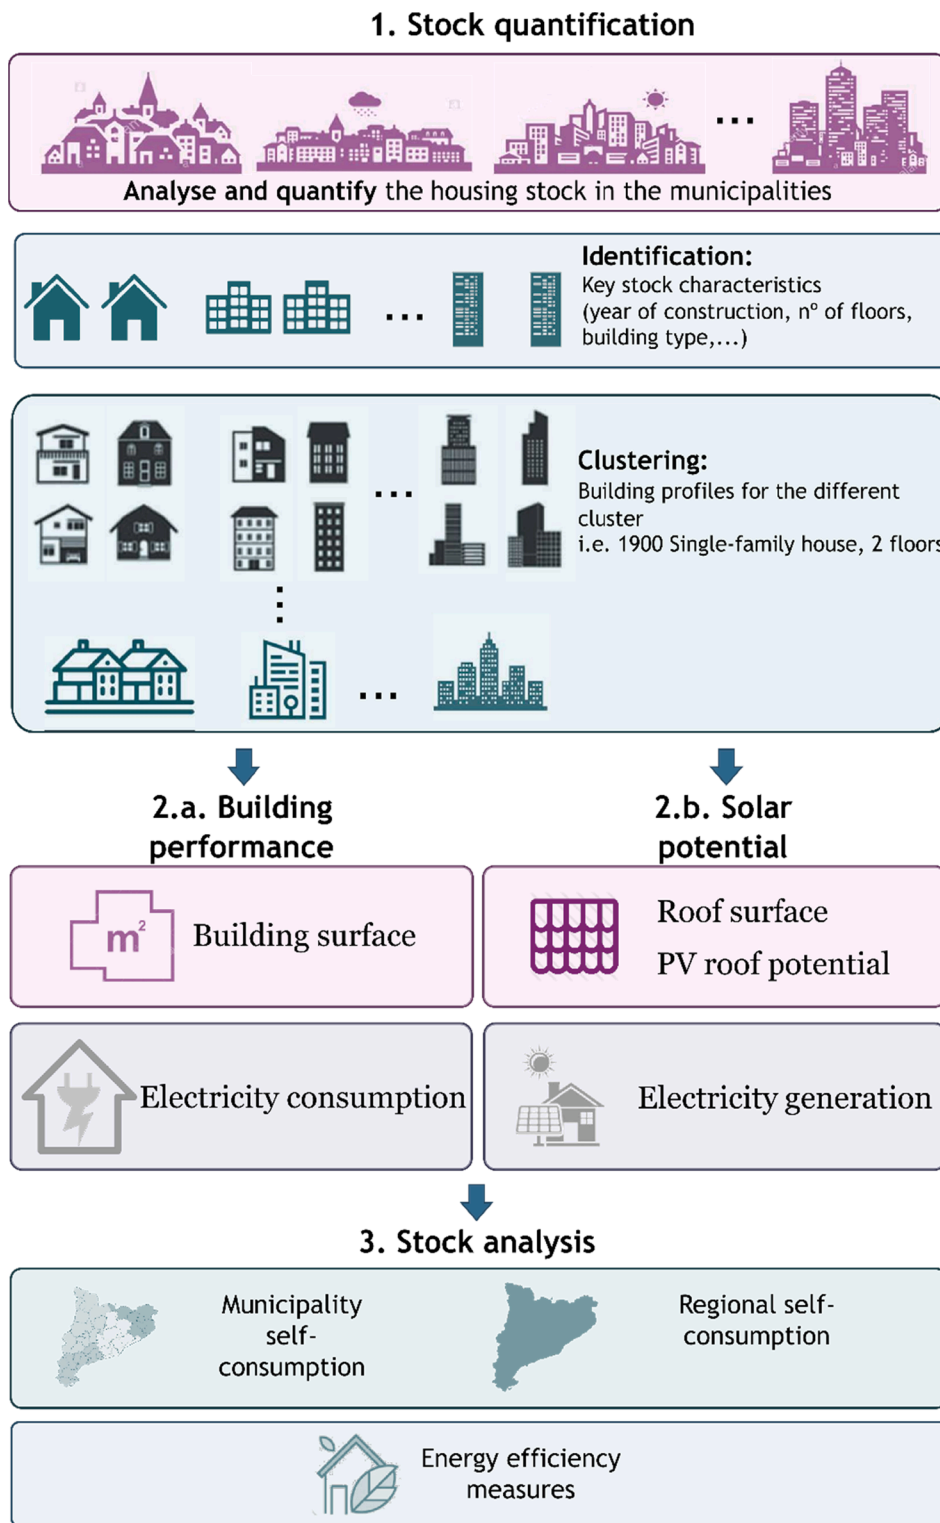 1. Stock quantification
...
Analyse and quantify the housing stock in the municipalities
Identification:
Key stock characteristics
(year of construction, nº of floors,
building type,...)
...
Clustering:
Building profiles for the different
cluster
i.e. 1900 Single-family house, 2 floors
...
...
2.a. Building
performance
2.b. Solar
potential
m²
Building surface
Roof surface
PV roof potential
Electricity consumption
Electricity generation
3. Stock analysis
Municipality
self-
consumption
Regional self-
consumption
Energy efficiency
measures